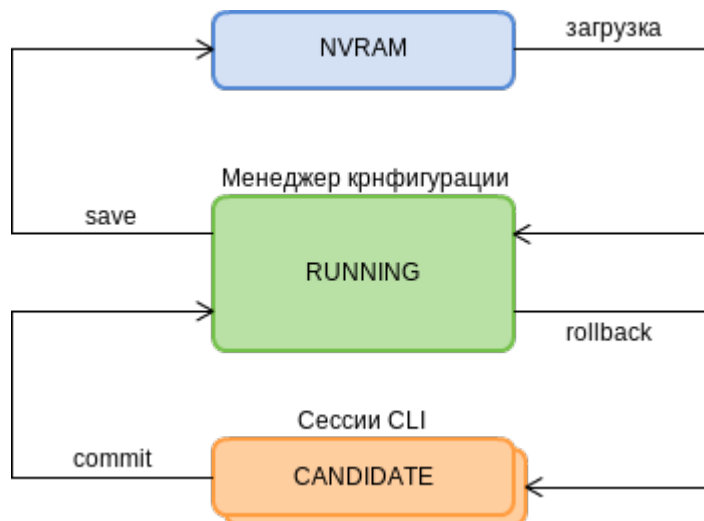 загрузка
NVRAM
Менеджер крнфигурации
save
RUNNING
rollback
Сессии CLI
commit
CANDIDATE